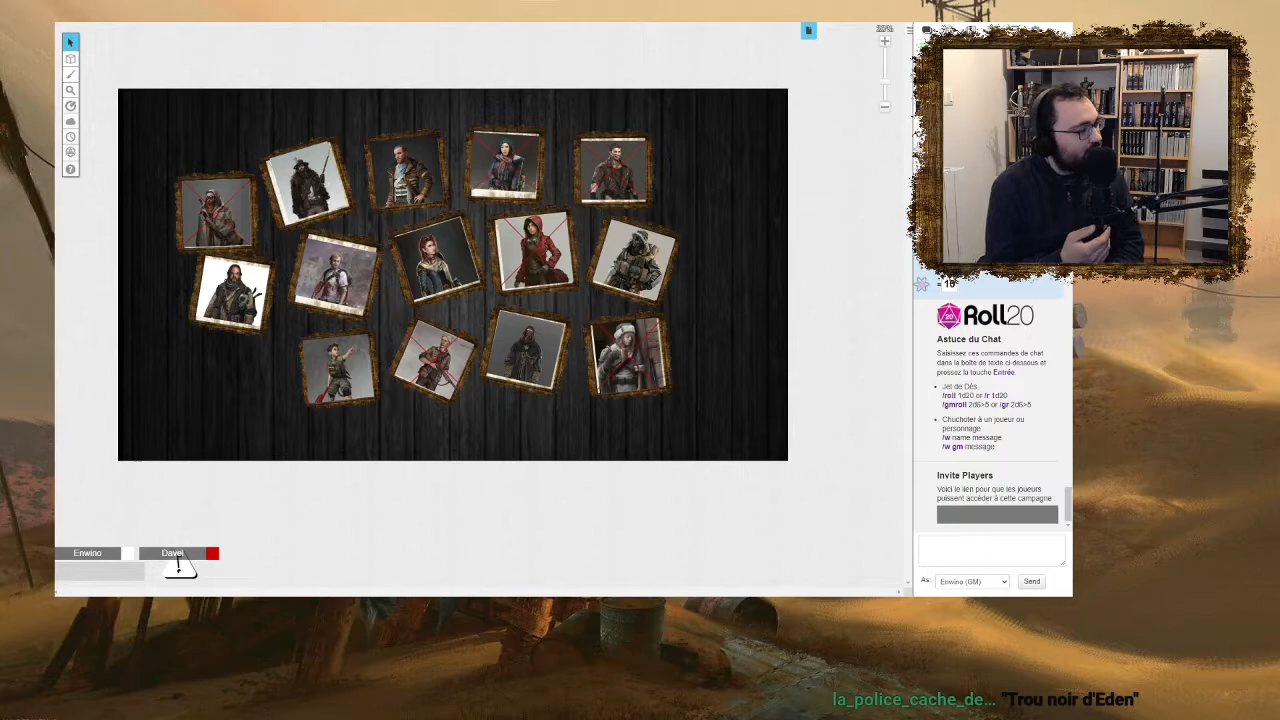 = 16
20
Roll20
Astuce du Chat
Saisissez ces commandes de chat
dans la boîte de texte ci-dessous et
pressez la touche Entrée.
Jet de Dés
/roll 1d20 or /r 1d20
/gmroll 2d6>5 or /gr 2d6>5
Chuchoter à un joueur ou
personnage
/w name message
/w gm message
Invite Players
Voici le lien pour que les joueurs
puissent accéder à cette campagne
Enwino
Davel
!
As:
Enwino (GM)
Send
la_police_cache_de... "Trou noir d'Eden"